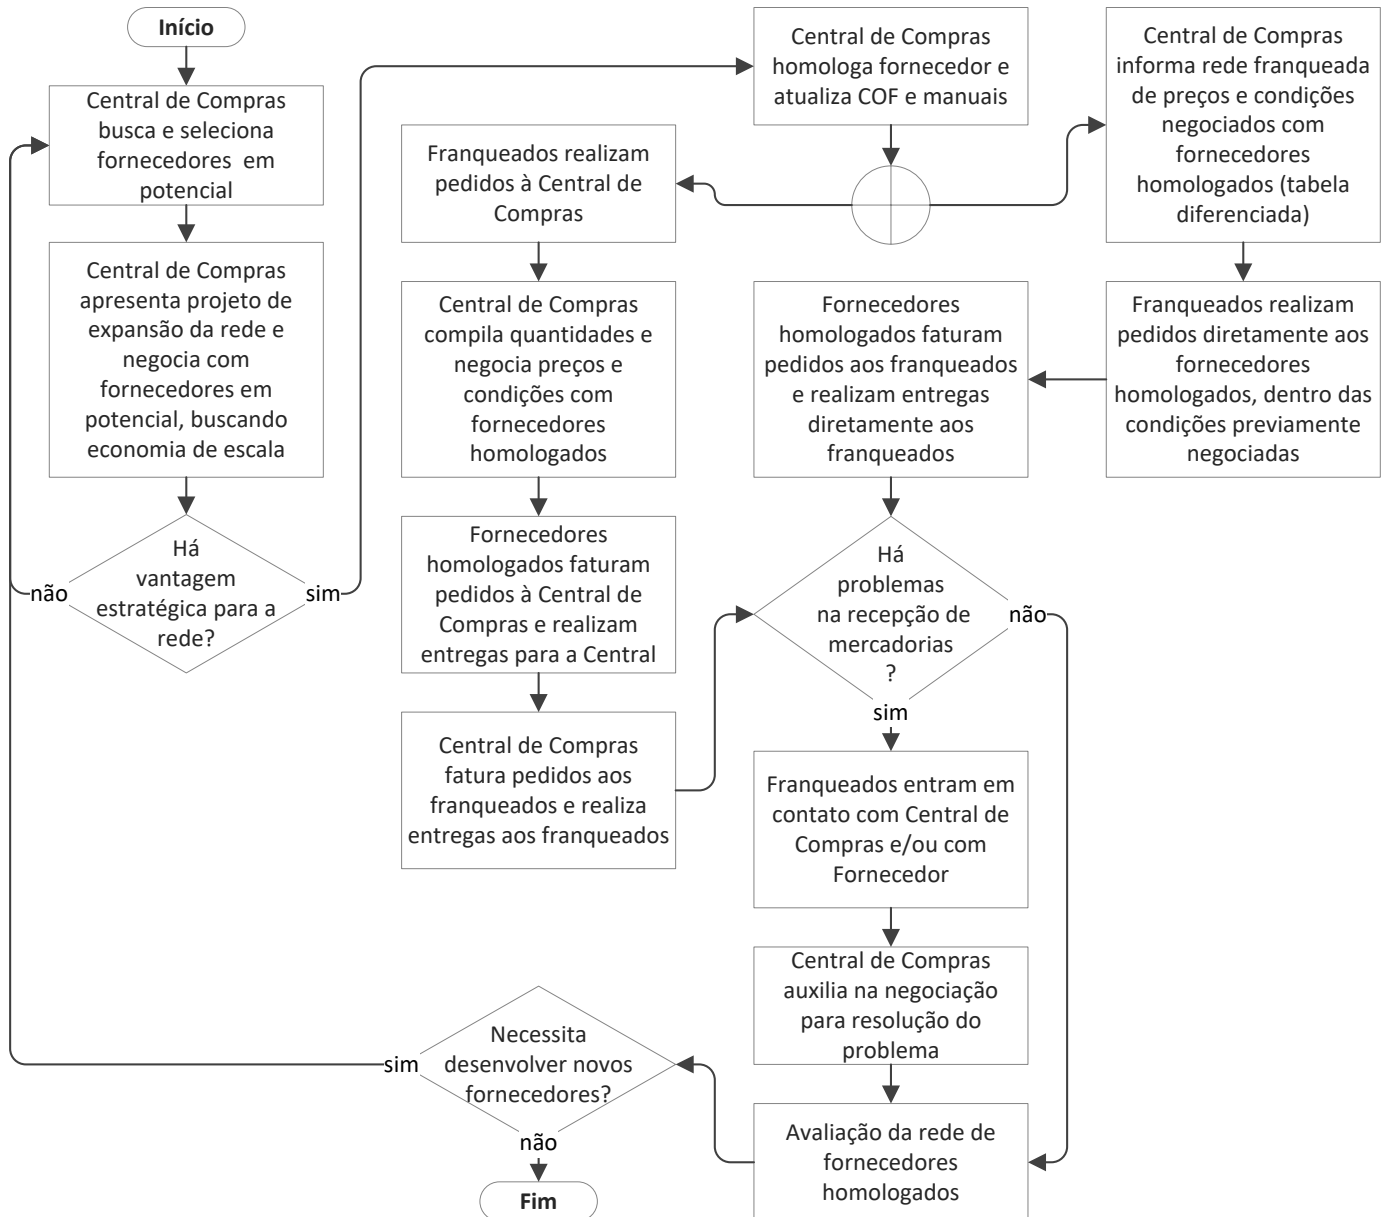 Início
Central de Compras
busca e seleciona
fornecedores em
potencial
Central de Compras
apresenta projeto de
expansão da rede e
negocia com
fornecedores em
potencial, buscando
economia de escala
Há
vantagem
estratégica para a
rede?
não
sim
Central de Compras
homologa fornecedor e
atualiza COF e manuais
Franqueados realizam
pedidos à Central de
Compras
Central de Compras
compila quantidades e
negocia preços e
condições com
fornecedores
homologados
Fornecedores
homologados faturam
pedidos à Central de
Compras e realizam
entregas para a Central
Central de Compras
fatura pedidos aos
franqueados e realiza
entregas aos franqueados
Central de Compras
informa rede franqueada
de preços e condições
negociados com
fornecedores
homologados (tabela
diferenciada)
Franqueados realizam
pedidos diretamente aos
fornecedores
homologados, dentro das
condições previamente
negociadas
Fornecedores
homologados faturam
pedidos aos franqueados
e realizam entregas
diretamente aos
franqueados
Há
problemas
na recepção de
mercadorias
?
não
sim
Franqueados entram em
contato com Central de
Compras e/ou com
Fornecedor
Central de Compras
auxilia na negociação
para resolução do
problema
Avaliação da rede de
fornecedores
homologados
Necessita
desenvolver novos
fornecedores?
sim
não
Fim